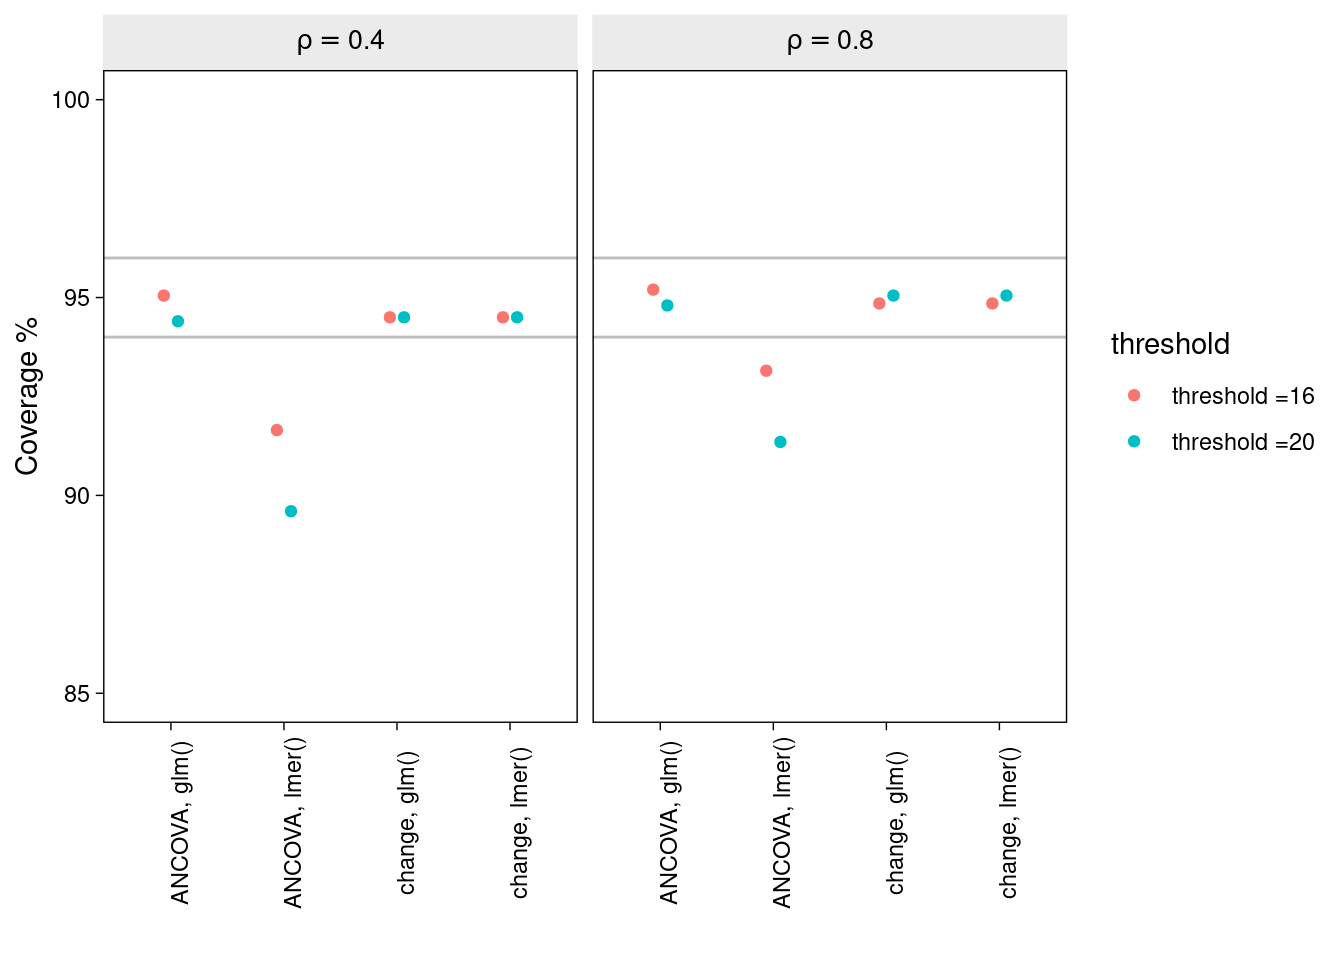 ρ = 0.4
ρ = 0.8
100
95
90
85
Coverage %
ANCOVA, glm()
ANCOVA, lmer()
change, glm()
change, lmer()
ANCOVA, glm()
ANCOVA, lmer()
change, glm()
change, lmer()
threshold
threshold =16
threshold =20